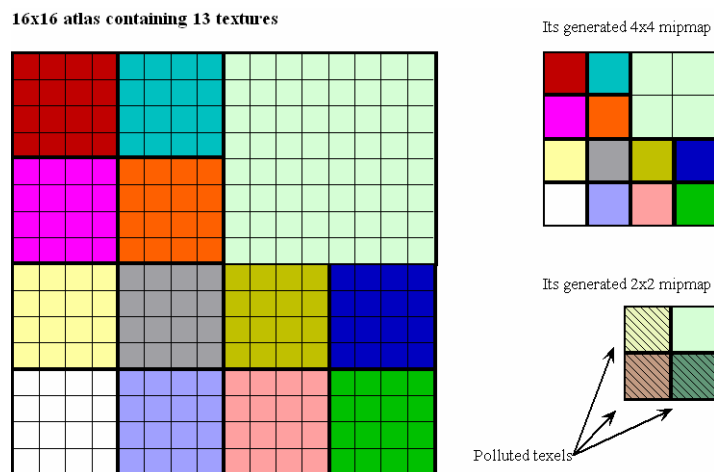 16x16 atlas containing 13 textures
Its generated 4x4 mipmap
Its generated 2x2 mipmap
Polluted texels